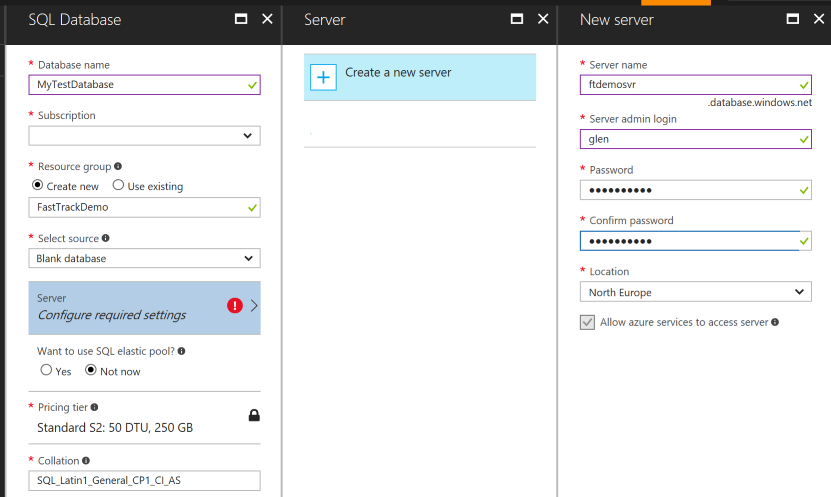 SQL Database
* Database name
MyTestDatabase
* Subscription
* Resource group
Create new
Use existing
FastTrackDemo
* Select source
Blank database
Server
Configure required settings
Want to use SQL elastic pool?
Yes
Not now
* Pricing tier
Standard S2: 50 DTU, 250 GB
* Collation
SQL_Latin1_General_CP1_CI_AS
Server
Create a new server
New server
* Server name
ftdemosvr
.database.windows.net
* Server admin login
glen
* Password
••••••••••
* Confirm password
••••••••••
* Location
North Europe
Allow azure services to access server